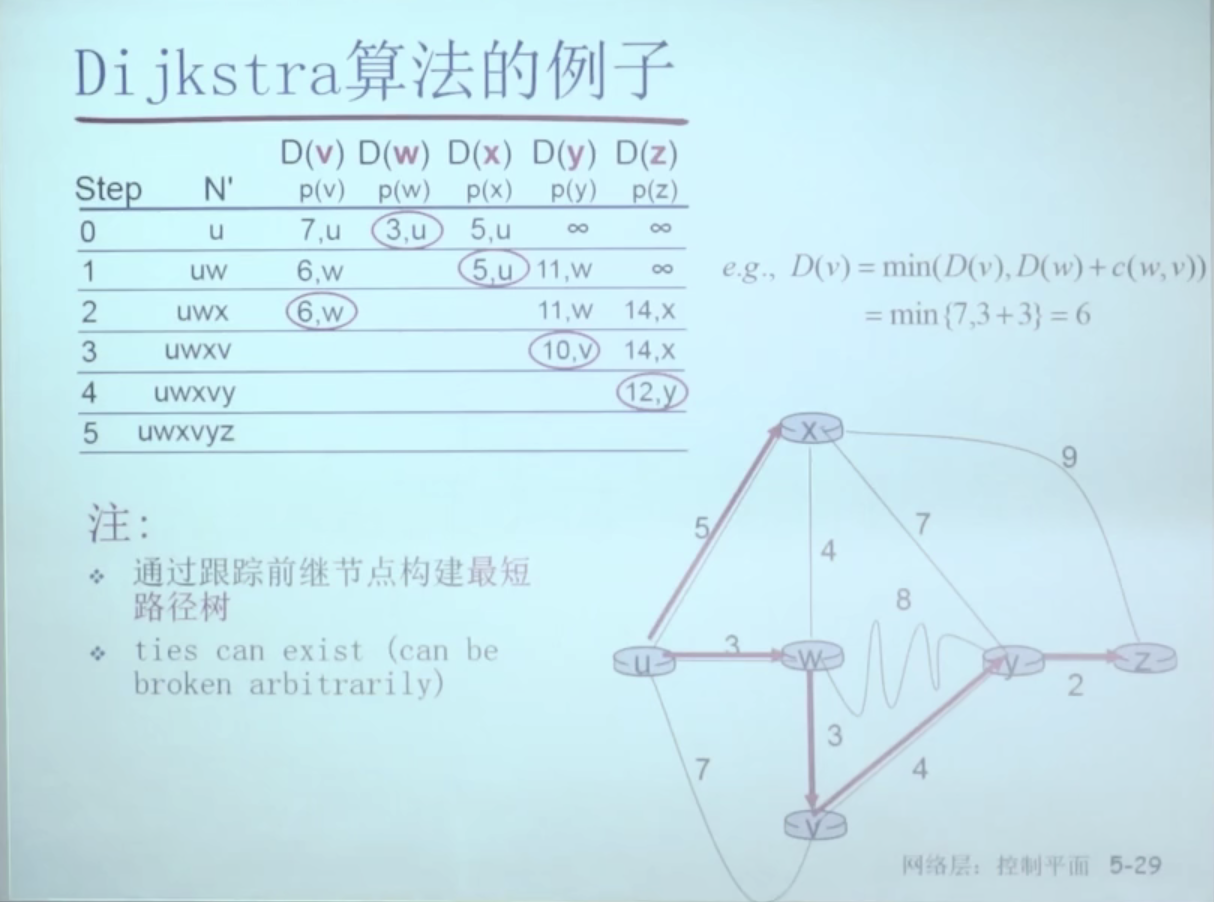 Dijkstra算法的例子
D(v) D(w) D(x) D(y) D(z)
Step N' p(v) p(w) p(x) p(y) p(z)
0 u 7,u 3,u 5,u ∞ ∞
1 uw 6,w 5,u 11,w ∞
2 uwx 6,w 11,w 14,x
3 uwxv 10,v 14,x
4 uwxvy 12,y
5 uwxvyz
e.g., D(v) = min(D(v), D(w) + c(w,v))
= min{7,3+3} = 6
注:
❖ 通过跟踪前继节点构建最短
路径树
❖ ties can exist (can be
broken arbitrarily)
x
9
5
7
4
8
3
u
w
y
z
2
3
7
4
v
网络层: 控制平面 5-29